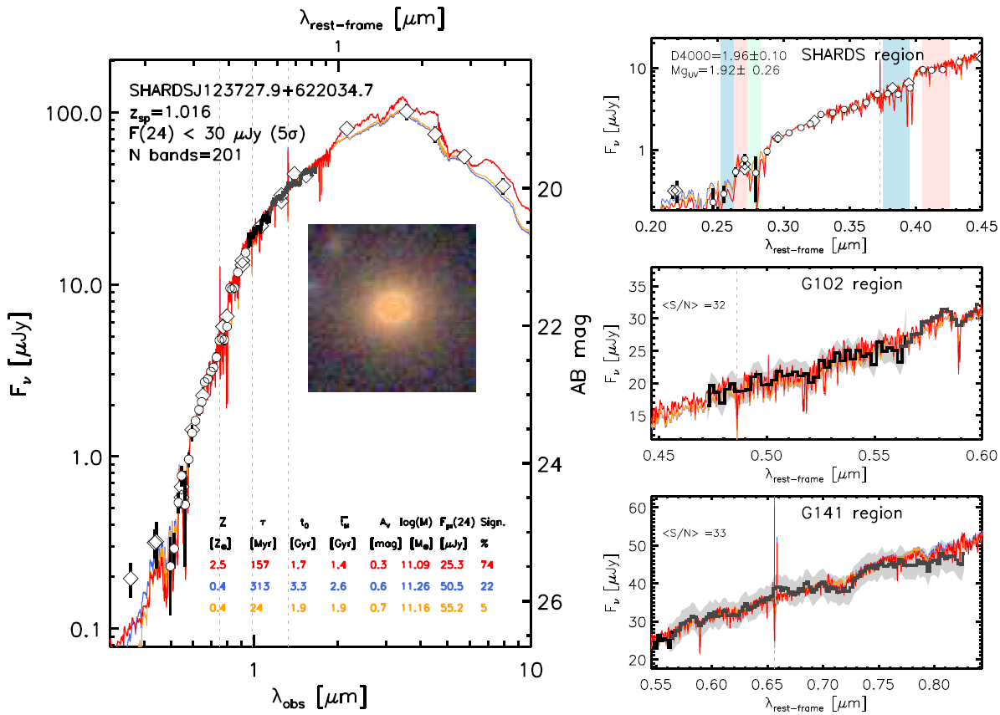 λrest-frame [μm]
1
SHARDSJ123727.9+622034.7
zsp=1.016
F(24) < 30 μJy (5σ)
N bands=201
100.0
10.0
1.0
0.1
Fν [μJy]
20
22
24
26
AB mag
Z τ t0 t̅M Av log(M) Fpr(24) Sign.
[Z⊙] [Myr] [Gyr] [Gyr] [mag] [M⊙] [μJy] %
2.5 157 1.7 1.4 0.3 11.09 25.3 74
0.4 313 3.3 2.6 0.6 11.26 50.5 22
0.4 24 1.9 1.9 0.7 11.16 55.2 5
1 10
λobs [μm]
D4000=1.96±0.10
MgUV=1.92± 0.26
SHARDS region
10
1
Fν [μJy]
0.20 0.25 0.30 0.35 0.40 0.45
λrest-frame [μm]
G102 region
<S/N> =32
35
30
25
20
15
Fν [μJy]
0.45 0.50 0.55 0.60
λrest-frame [μm]
G141 region
<S/N> =33
60
50
40
30
20
Fν [μJy]
0.55 0.60 0.65 0.70 0.75 0.80
λrest-frame [μm]